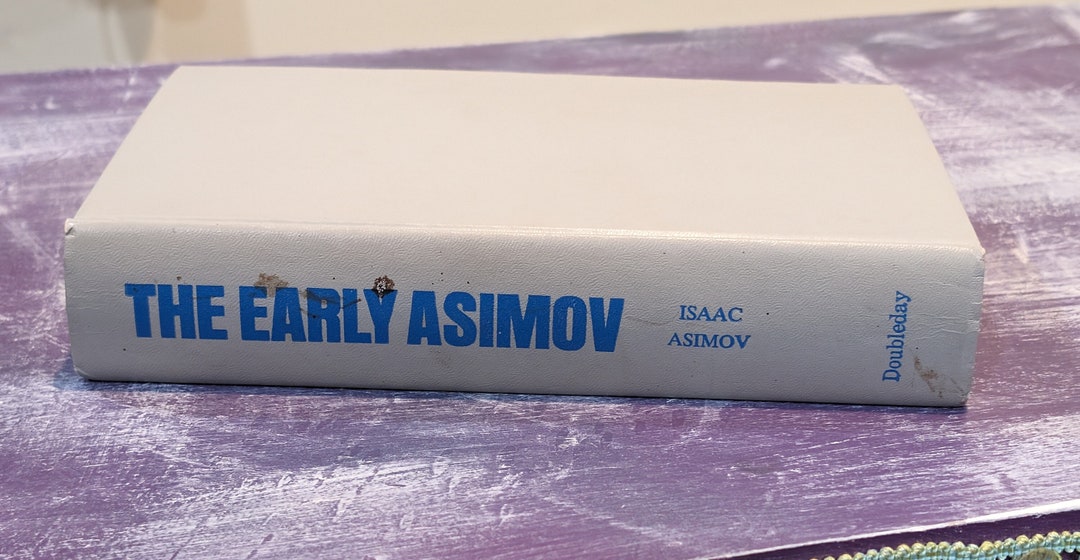 THE EARLY ASIMOV
ISAAC
ASIMOV
Doubleday